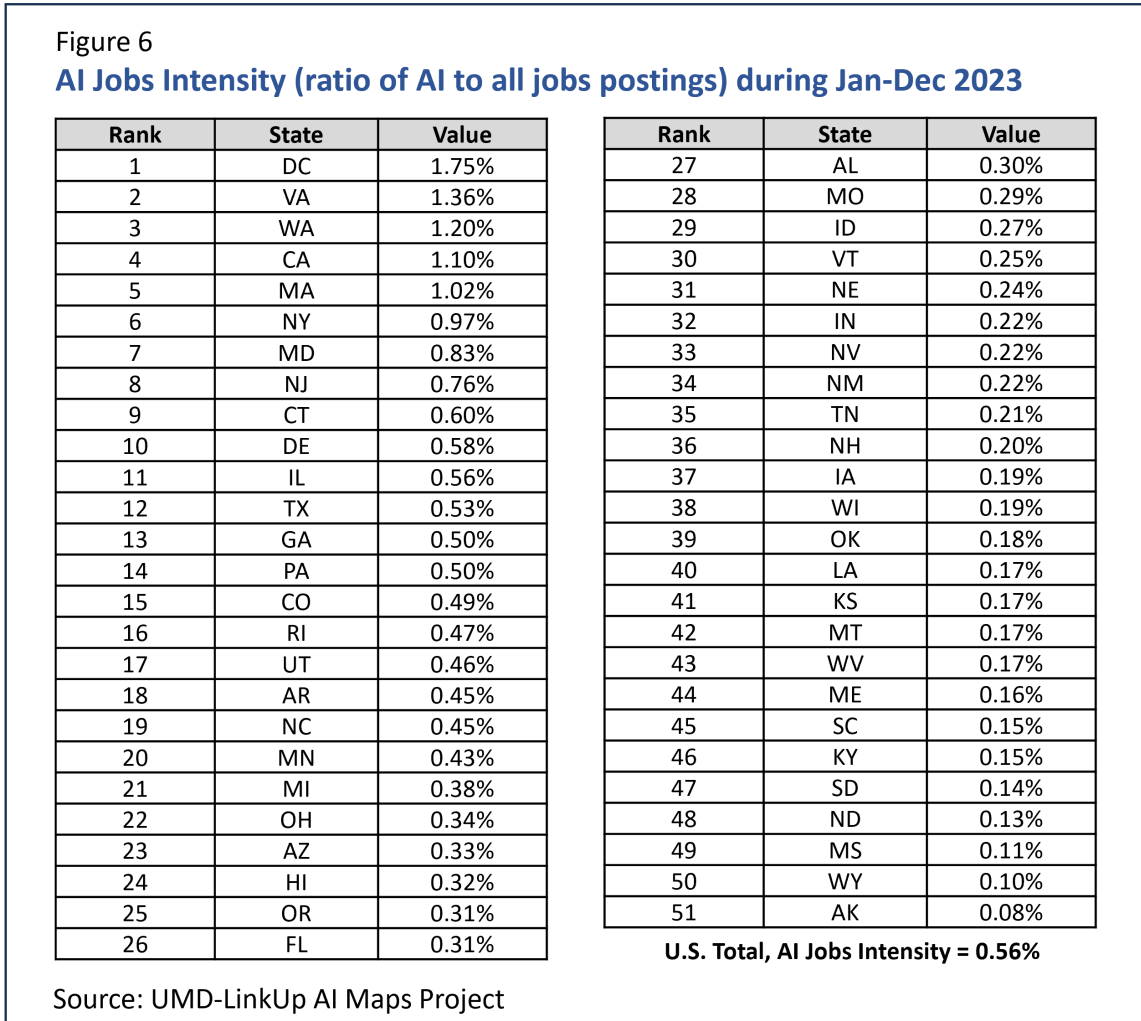 Figure 6
AI Jobs Intensity (ratio of AI to all jobs postings) during Jan-Dec 2023
Rank State Value
1 DC 1.75%
2 VA 1.36%
3 WA 1.20%
4 CA 1.10%
5 MA 1.02%
6 NY 0.97%
7 MD 0.83%
8 NJ 0.76%
9 CT 0.60%
10 DE 0.58%
11 IL 0.56%
12 TX 0.53%
13 GA 0.50%
14 PA 0.50%
15 CO 0.49%
16 RI 0.47%
17 UT 0.46%
18 AR 0.45%
19 NC 0.45%
20 MN 0.43%
21 MI 0.38%
22 OH 0.34%
23 AZ 0.33%
24 HI 0.32%
25 OR 0.31%
26 FL 0.31%
Rank State Value
27 AL 0.30%
28 MO 0.29%
29 ID 0.27%
30 VT 0.25%
31 NE 0.24%
32 IN 0.22%
33 NV 0.22%
34 NM 0.22%
35 TN 0.21%
36 NH 0.20%
37 IA 0.19%
38 WI 0.19%
39 OK 0.18%
40 LA 0.17%
41 KS 0.17%
42 MT 0.17%
43 WV 0.17%
44 ME 0.16%
45 SC 0.15%
46 KY 0.15%
47 SD 0.14%
48 ND 0.13%
49 MS 0.11%
50 WY 0.10%
51 AK 0.08%
U.S. Total, AI Jobs Intensity = 0.56%
Source: UMD-LinkUp AI Maps Project